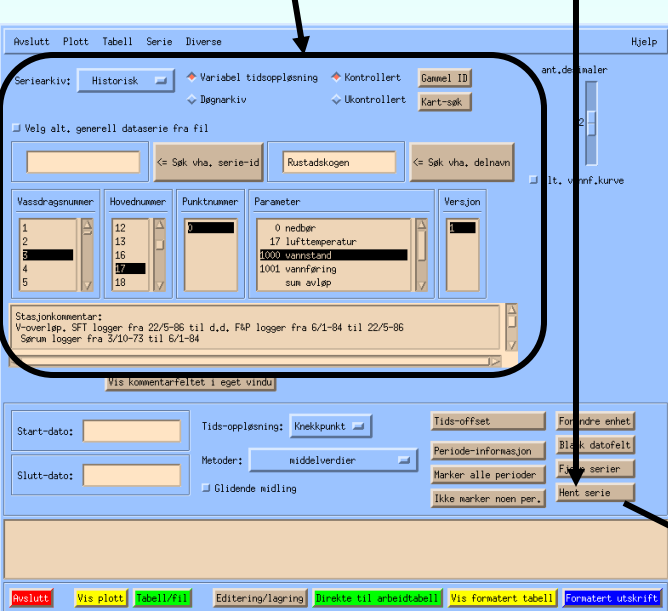 Avslutt Plott Tabell Serie Diverse Hjelp
Seriearkiv: Historisk Variabel tidsoppløsning Kontrollert Gammel ID ant.desimaler
Døgnarkiv Ukontrollert Kart-søk
2
Velg alt. generell dataserie fra fil
<= Søk vha. serie-id Rustadskogen <= Søk vha. delnavn
lt. vannf.kurve
Vassdragsnummer Hovednummer Punktnummer Parameter Versjon
1 12 0 0 nedbør 1
2 13 17 lufttemperatur
3 16 1000 vannstand
4 17 1001 vannføring
5 18 sum avløp
Stasjonkommentar:
V-overløp. SFT logger fra 22/5-86 til d.d. F&P logger fra 6/1-84 til 22/5-86
Sørum logger fra 3/10-73 til 6/1-84
Vis kommentarfeltet i eget vindu
Start-dato: Tids-oppløsning: Knekkpunkt Tids-offset Forandre enhet
Metoder: middelverdier Periode-informasjon Blank datofelt
Slutt-dato: Marker alle perioder Fjern serier
Glidende midling Ikke marker noen per. Hent serie
Avslutt Vis plott Tabell/fil Editering/lagring Direkte til arbeidtabell Vis formatert tabell Formatert utskrift